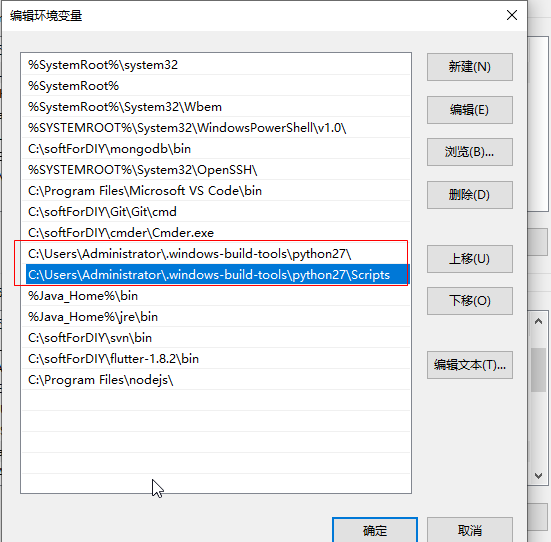 编辑环境变量
%SystemRoot%\system32
%SystemRoot%
%SystemRoot%\System32\Wbem
%SYSTEMROOT%\System32\WindowsPowerShell\v1.0\
C:\softForDIY\mongodb\bin
%SYSTEMROOT%\System32\OpenSSH\
C:\Program Files\Microsoft VS Code\bin
C:\softForDIY\Git\Git\cmd
C:\softForDIY\cmder\Cmder.exe
C:\Users\Administrator\.windows-build-tools\python27\
C:\Users\Administrator\.windows-build-tools\python27\Scripts
%Java_Home%\bin
%Java_Home%\jre\bin
C:\softForDIY\svn\bin
C:\softForDIY\flutter-1.8.2\bin
C:\Program Files\nodejs\
新建(N)
编辑(E)
浏览(B)...
删除(D)
上移(U)
下移(O)
编辑文本(T)...
确定
取消